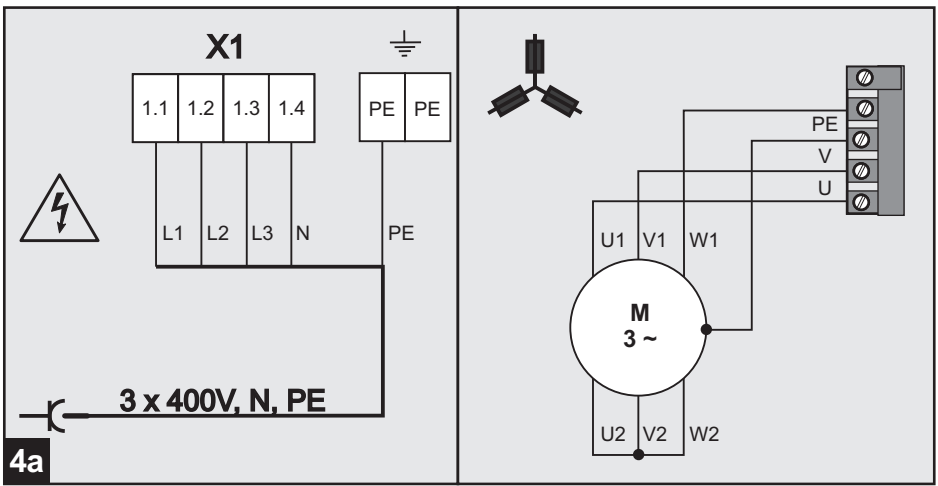 X1
1.1 1.2 1.3 1.4 PE PE
L1 L2 L3 N PE
3 x 400V, N, PE
4a
PE
V
U
U1 V1 W1
M
3 ~
U2 V2 W2